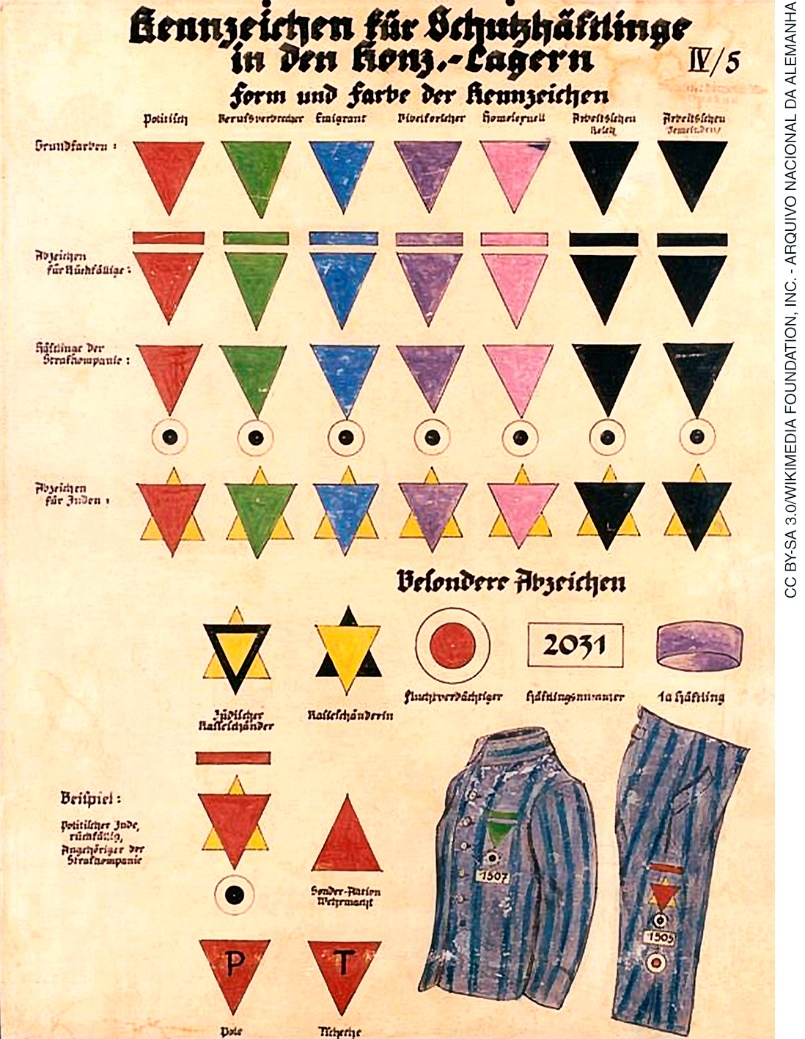 Kennzeichen für Schutzhäftlinge
in den Konz.-Lagern
IV/5
Form und Farbe der Kennzeichen
Politisch Berufsverbrecher Emigrant Bibelforscher Homosexuell Arbeitsscheu Arbeitsscheu
Reich
Grundfarben:
Abzeichen
für Rückfällige:
Häftlinge der
Strafkompanie:
Abzeichen
für Juden:
Besondere Abzeichen
2031
Jüdischer
Rasseschänder
Rasseschänderin
Fluchtverdächtiger
Häftlingsnummer
1a Häftling
Beispiel:
Politischer Jude,
rückfällig,
Angehöriger der
Strafkompanie
Sonder-Aktion
Wehrmacht
1507
1505
P
T
Pole
Tscheche
CC BY-SA 3.0/WIKIMEDIA FOUNDATION, INC. - ARQUIVO NACIONAL DA ALEMANHA